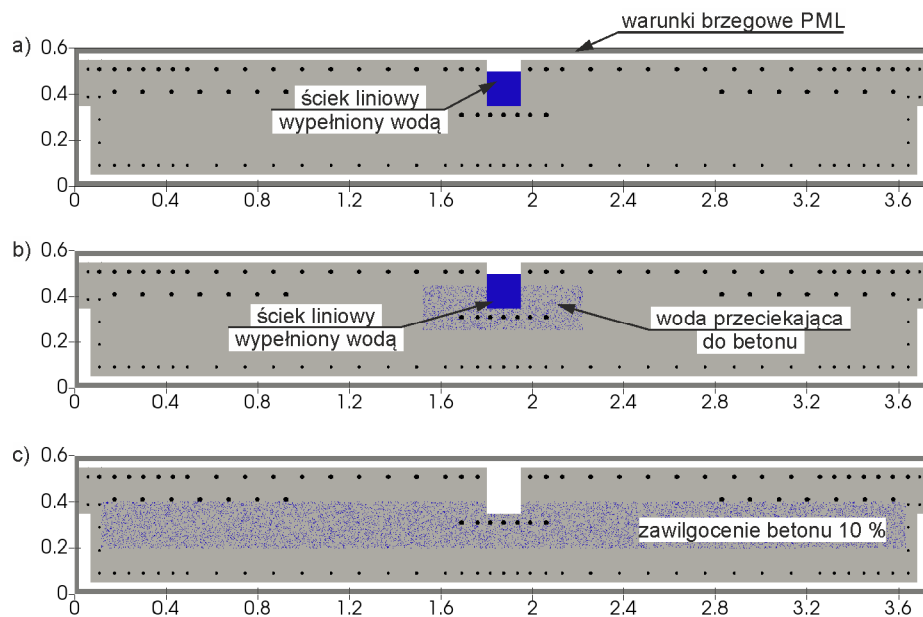 warunki brzegowe PML
a)
0.6
0.4
0.2
0
ściek liniowy
wypełniony wodą
0 0.4 0.8 1.2 1.6 2 2.4 2.8 3.2 3.6
b)
0.6
0.4
0.2
0
ściek liniowy
wypełniony wodą
woda przeciekająca
do betonu
0 0.4 0.8 1.2 1.6 2 2.4 2.8 3.2 3.6
c)
0.6
0.4
0.2
0
zawilgocenie betonu 10 %
0 0.4 0.8 1.2 1.6 2 2.4 2.8 3.2 3.6